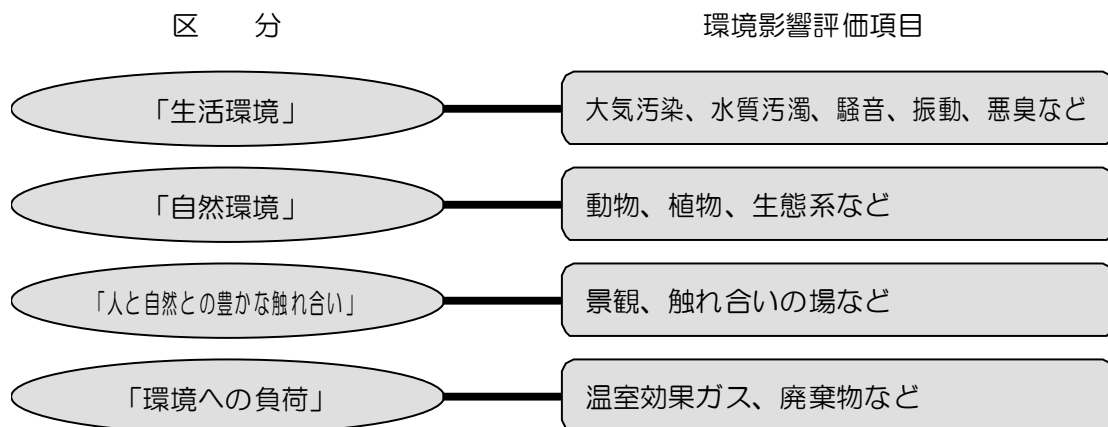 区　　分
環境影響評価項目
「生活環境」
大気汚染、水質汚濁、騒音、振動、悪臭など
「自然環境」
動物、植物、生態系など
「人と自然との豊かな触れ合い」
景観、触れ合いの場など
「環境への負荷」
温室効果ガス、廃棄物など